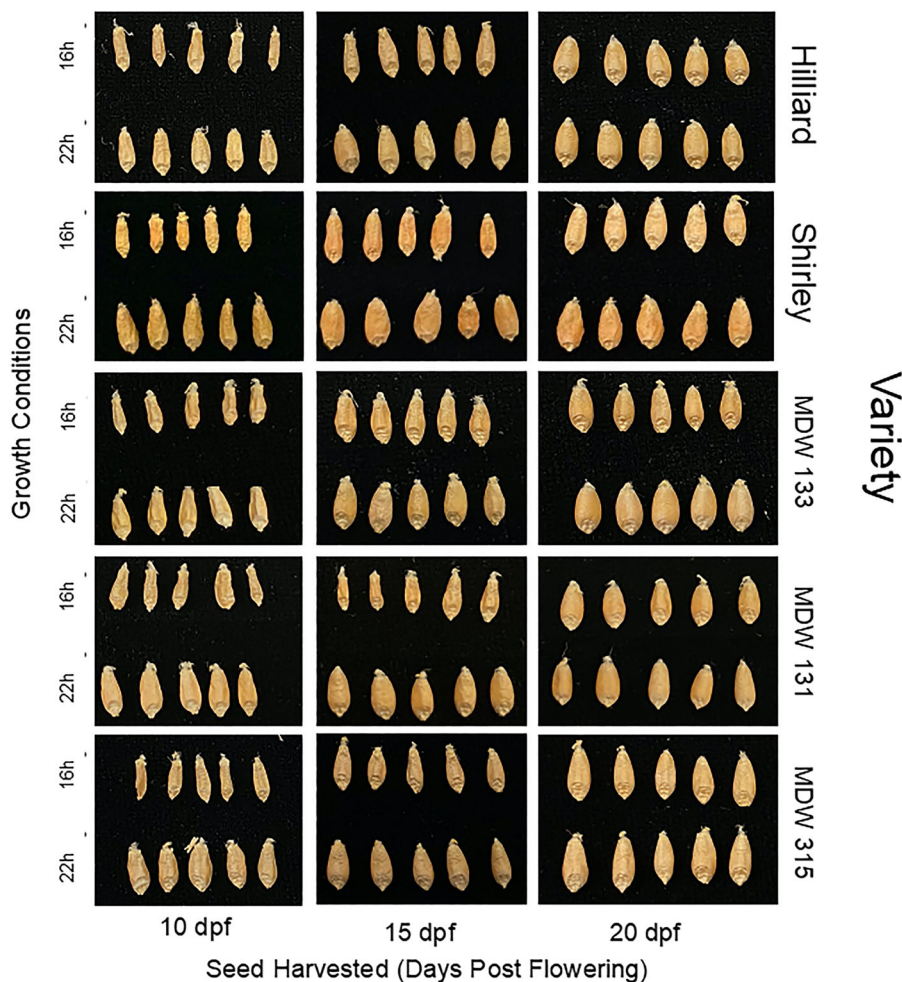 16h
22h
Hilliard
16h
22h
Shirley
Growth Conditions
16h
22h
MDW 133
Variety
16h
22h
MDW 131
16h
22h
MDW 315
10 dpf
15 dpf
20 dpf
Seed Harvested (Days Post Flowering)